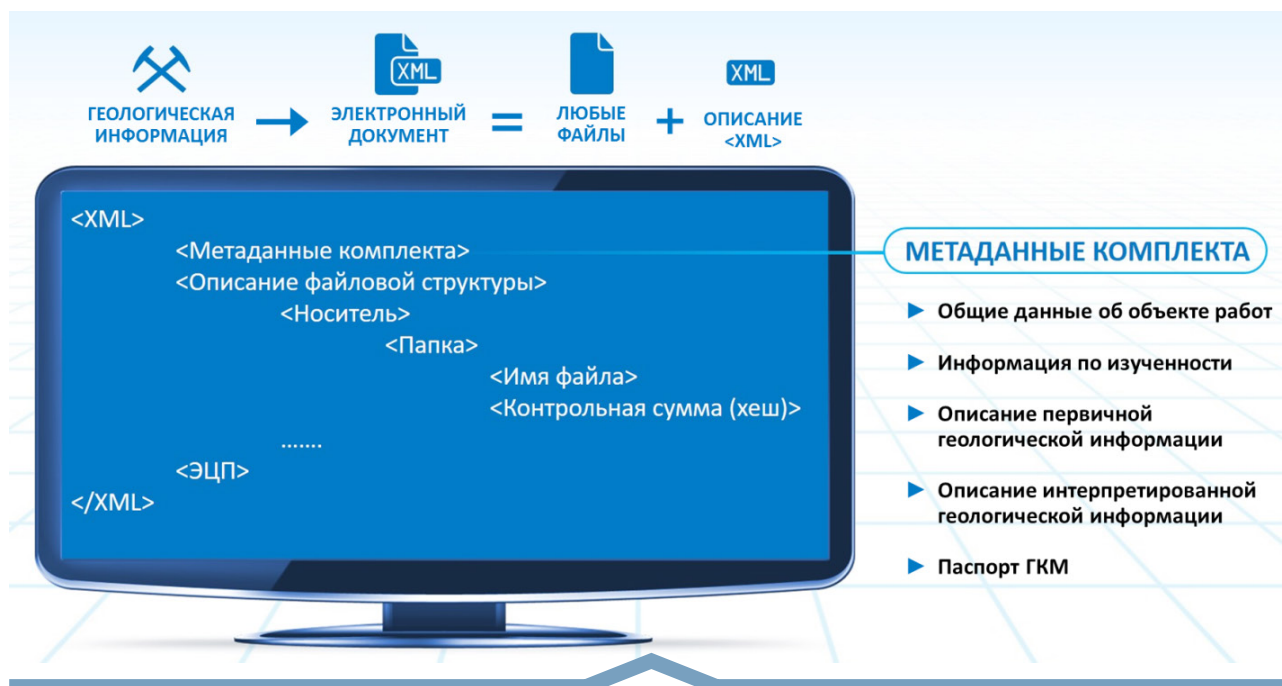 XML
XML
ГЕОЛОГИЧЕСКАЯ
ИНФОРМАЦИЯ
ЭЛЕКТРОННЫЙ
ДОКУМЕНТ
=
ЛЮБЫЕ
ФАЙЛЫ
+
ОПИСАНИЕ
<XML>
<XML>
<Метаданные комплекта>
<Описание файловой структуры>
<Носитель>
<Папка>
<Имя файла>
<Контрольная сумма (хеш)>
.......
<ЭЦП>
</XML>
МЕТАДАННЫЕ КОМПЛЕКТА
Общие данные об объекте работ
Информация по изученности
Описание первичной
геологической информации
Описание интерпретированной
геологической информации
Паспорт ГКМ